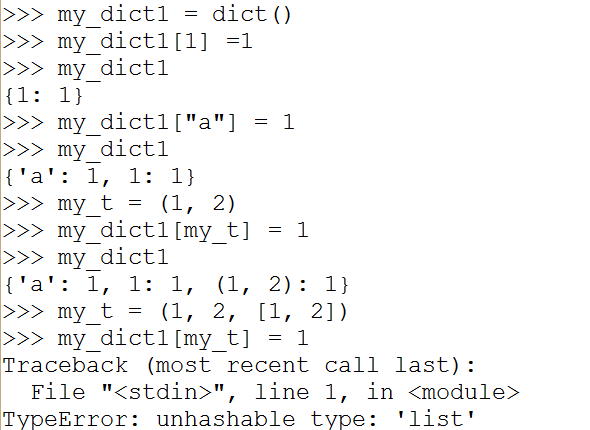 >>> my_dict1 = dict()
>>> my_dict1[1] =1
>>> my_dict1
{1: 1}
>>> my_dict1["a"] = 1
>>> my_dict1
{'a': 1, 1: 1}
>>> my_t = (1, 2)
>>> my_dict1[my_t] = 1
>>> my_dict1
{'a': 1, 1: 1, (1, 2): 1}
>>> my_t = (1, 2, [1, 2])
>>> my_dict1[my_t] = 1
Traceback (most recent call last):
  File "<stdin>", line 1, in <module>
TypeError: unhashable type: 'list'